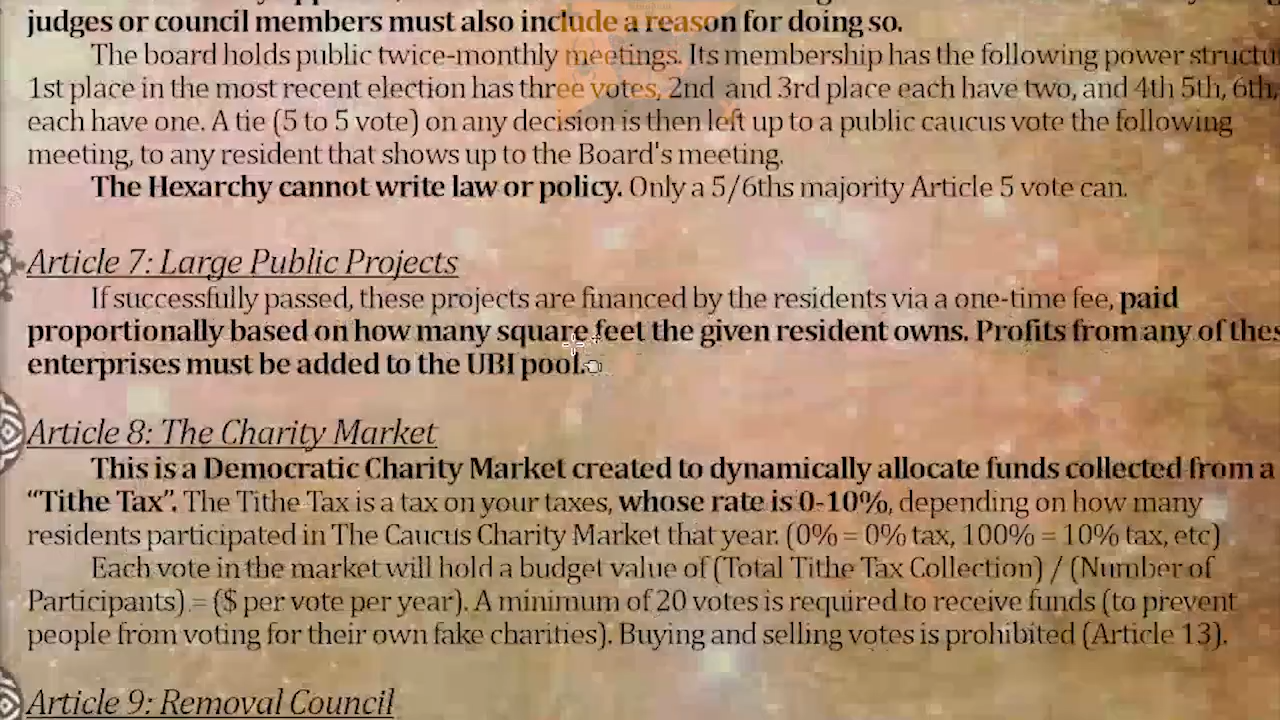 judges or council members must also include a reason for doing so.
The board holds public twice-monthly meetings. Its membership has the following power
1st place in the most recent election has three votes, 2nd and 3rd place each have two, and 4th 5th, 6th,
each have one. A tie (5 to 5 vote) on any decision is then left up to a public caucus vote the following
meeting, to any resident that shows up to the Board's meeting.
The Hexarchy cannot write law or policy. Only a 5/6ths majority Article 5 vote can.
Article 7: Large Public Projects
If successfully passed, these projects are financed by the residents via a one-time fee, paid
proportionally based on how many square feet the given resident owns. Profits from any of
enterprises must be added to the UBI pool.
Article 8: The Charity Market
This is a Democratic Charity Market created to dynamically allocate funds collected from a
“Tithe Tax”. The Tithe Tax is a tax on your taxes, whose rate is 0-10%, depending on how many
residents participated in The Caucus Charity Market that year. (0% = 0% tax, 100% = 10% tax, etc)
Each vote in the market will hold a budget value of (Total Tithe Tax Collection) / (Number of
Participants) = ($ per vote per year). A minimum of 20 votes is required to receive funds (to prevent
people from voting for their own fake charities). Buying and selling votes is prohibited (Article 13).
Article 9: Removal Council